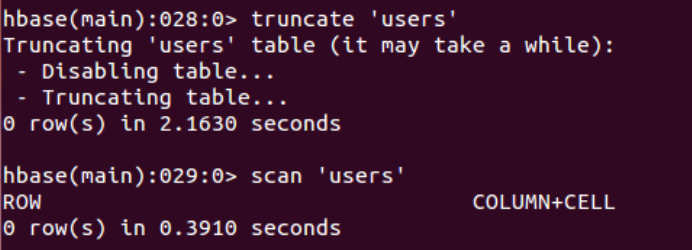 hbase(main):028:0> truncate 'users'
Truncating 'users' table (it may take a while):
 - Disabling table...
 - Truncating table...
0 row(s) in 2.1630 seconds

hbase(main):029:0> scan 'users'
ROW                                    COLUMN+CELL
0 row(s) in 0.3910 seconds